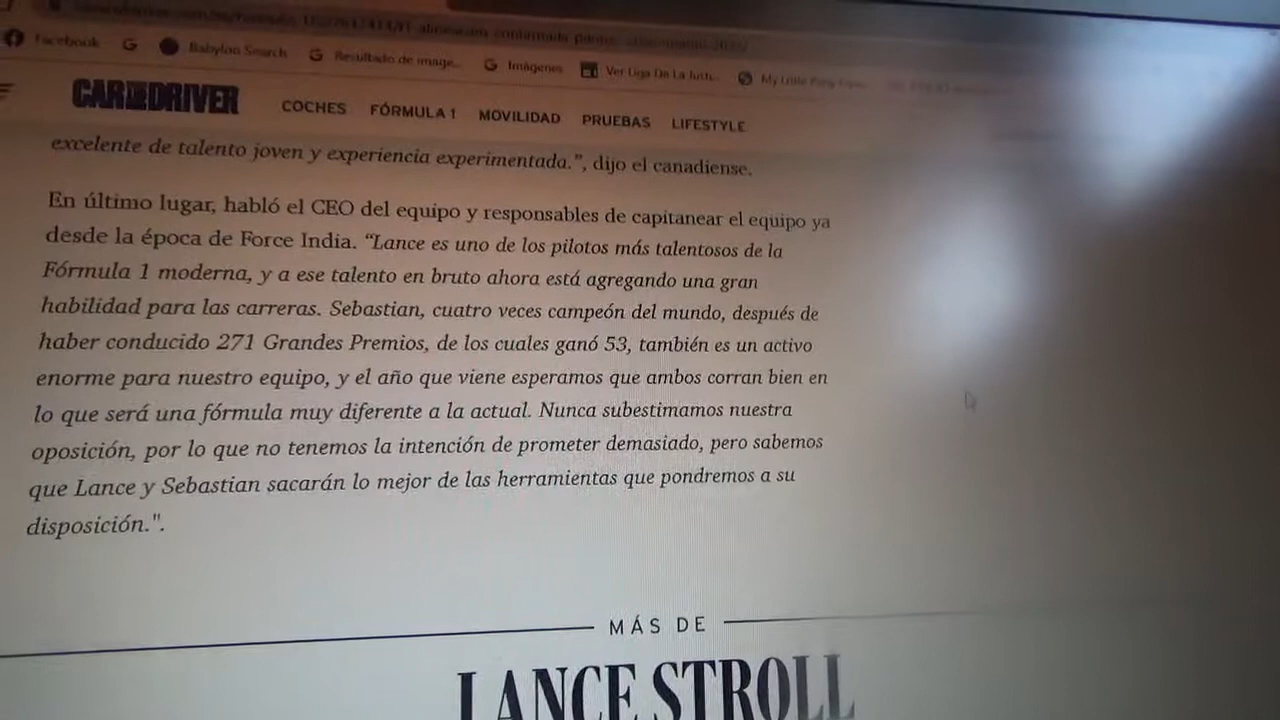 Facebook
Babylon Search
Resultado de image...
Imágenes
Ver Liga De La Justi...
CAR AND DRIVER
COCHES FÓRMULA 1 MOVILIDAD PRUEBAS LIFESTYLE
excelente de talento joven y experiencia experimentada.”, dijo el canadiense.
En último lugar, habló el CEO del equipo y responsables de capitanear el equipo ya
desde la época de Force India. “Lance es uno de los pilotos más talentosos de la
Fórmula 1 moderna, y a ese talento en bruto ahora está agregando una gran
habilidad para las carreras. Sebastian, cuatro veces campeón del mundo, después de
haber conducido 271 Grandes Premios, de los cuales ganó 53, también es un activo
enorme para nuestro equipo, y el año que viene esperamos que ambos corran bien en
lo que será una fórmula muy diferente a la actual. Nunca subestimamos nuestra
oposición, por lo que no tenemos la intención de prometer demasiado, pero sabemos
que Lance y Sebastian sacarán lo mejor de las herramientas que pondremos a su
disposición.".
MÁS DE
LANCE STROLL